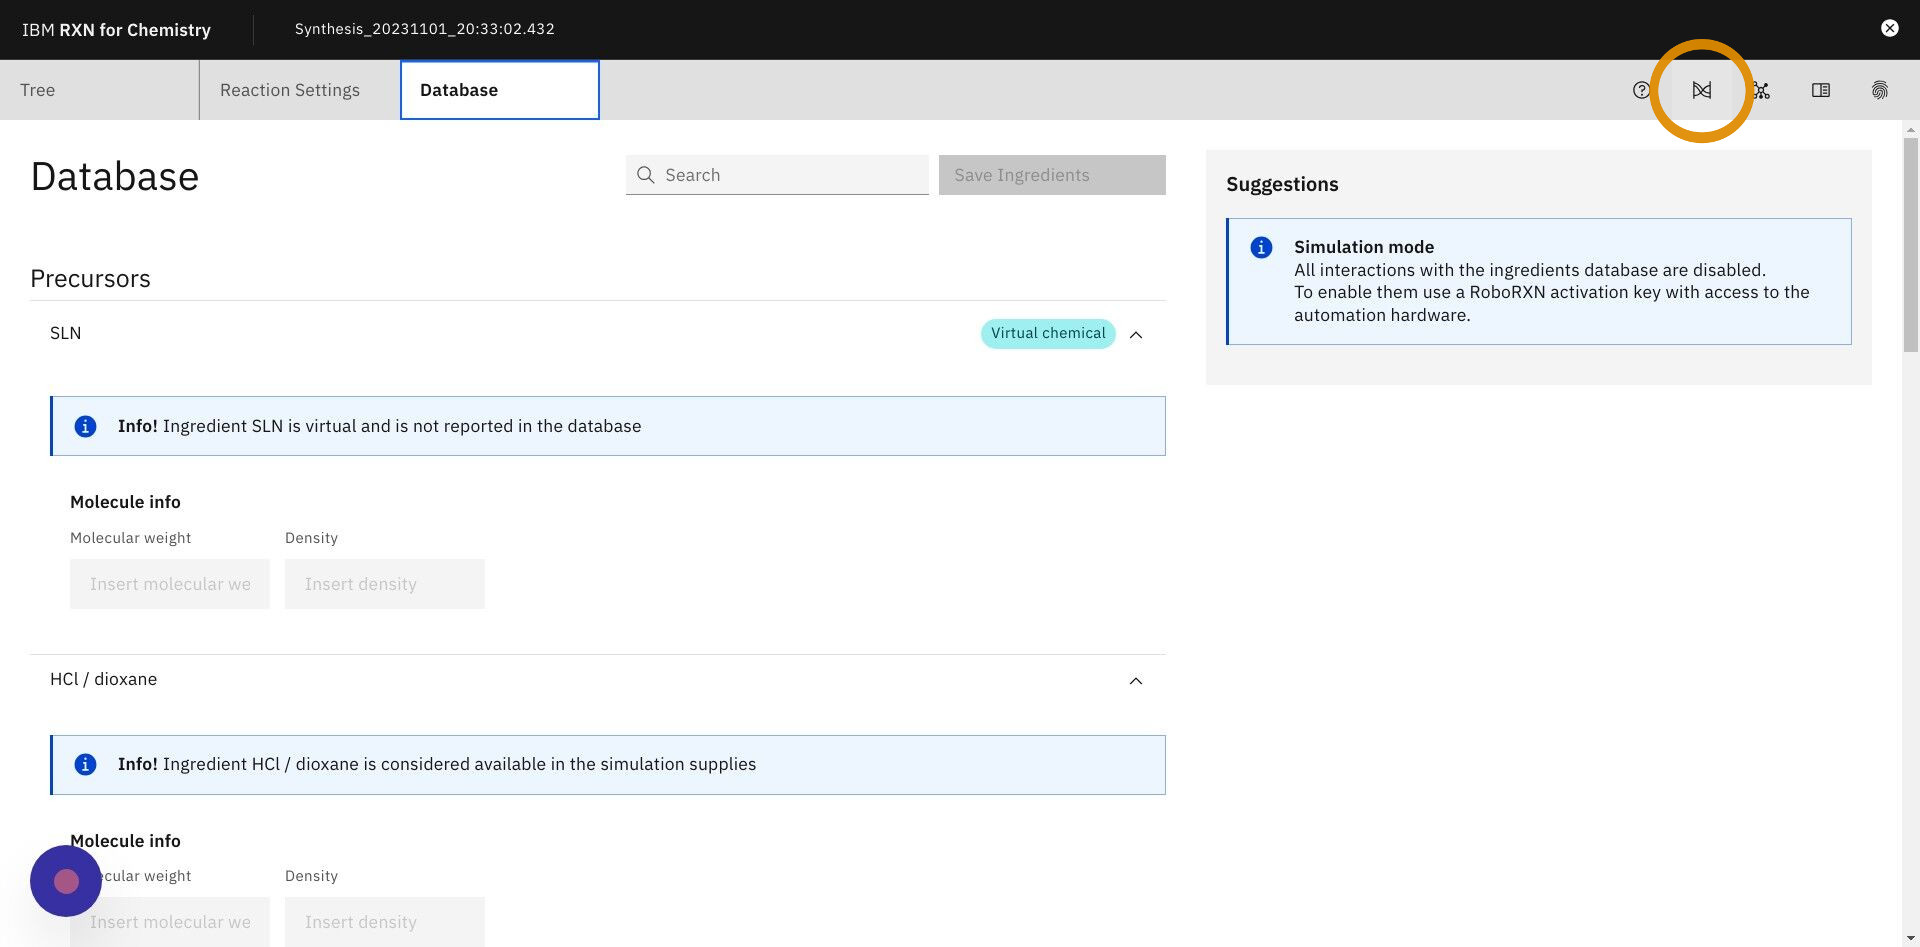 IBM RXN for Chemistry
Synthesis_20231101_20:33:02.432
Tree
Reaction Settings
Database
Database
Search
Save Ingredients
Precursors
SLN
Virtual chemical
Info! Ingredient SLN is virtual and is not reported in the database
Molecule info
Molecular weight
Density
Insert molecular we
Insert density
HCl / dioxane
Info! Ingredient HCl / dioxane is considered available in the simulation supplies
Molecule info
ecular weight
Density
Insert molecular we
Insert density
Suggestions
Simulation mode
All interactions with the ingredients database are disabled.
To enable them use a RoboRXN activation key with access to the
automation hardware.